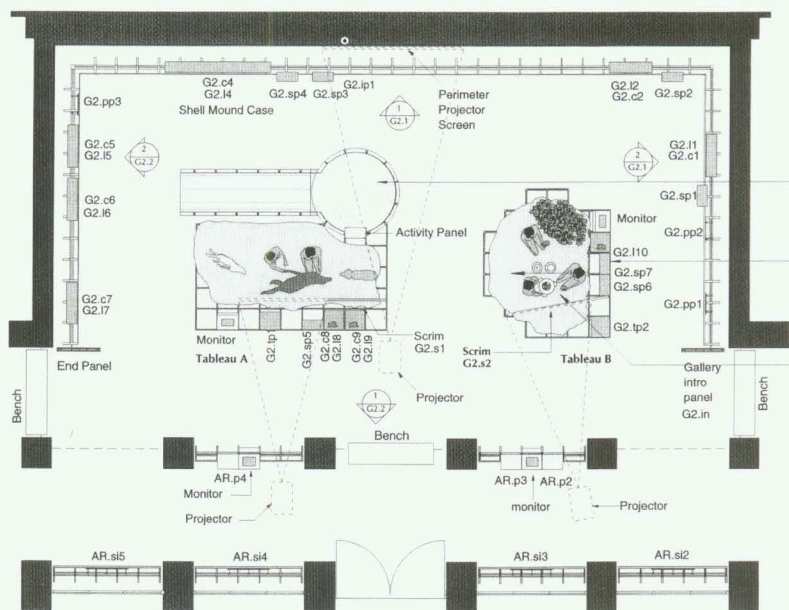 G2.c4
G2.l4
Shell Mound Case
G2.sp4
G2.sp3
G2.ip1
Perimeter
Projector
Screen
1
G2.1
G2.l2
G2.c2
G2.sp2
G2.pp3
G2.c5
G2.l5
2
G2.2
2
G2.1
G2.l1
G2.c1
G2.c6
G2.l6
G2.sp1
Monitor
G2.pp2
Activity Panel
G2.l10
G2.sp7
G2.sp6
G2.c7
G2.l7
G2.pp1
G2.tp2
Monitor
Tableau A
G2.tp1
G2.sp5
G2.c8
G2.l8
G2.c9
G2.l9
Scrim
G2.s1
Scrim
G2.s2
Tableau B
End Panel
Gallery
intro
panel
G2.in
Projector
Bench
Bench
1
G2.2
Bench
AR.p4
Monitor
Projector
AR.p3
AR.p2
monitor
Projector
AR.si5
AR.si4
AR.si3
AR.si2